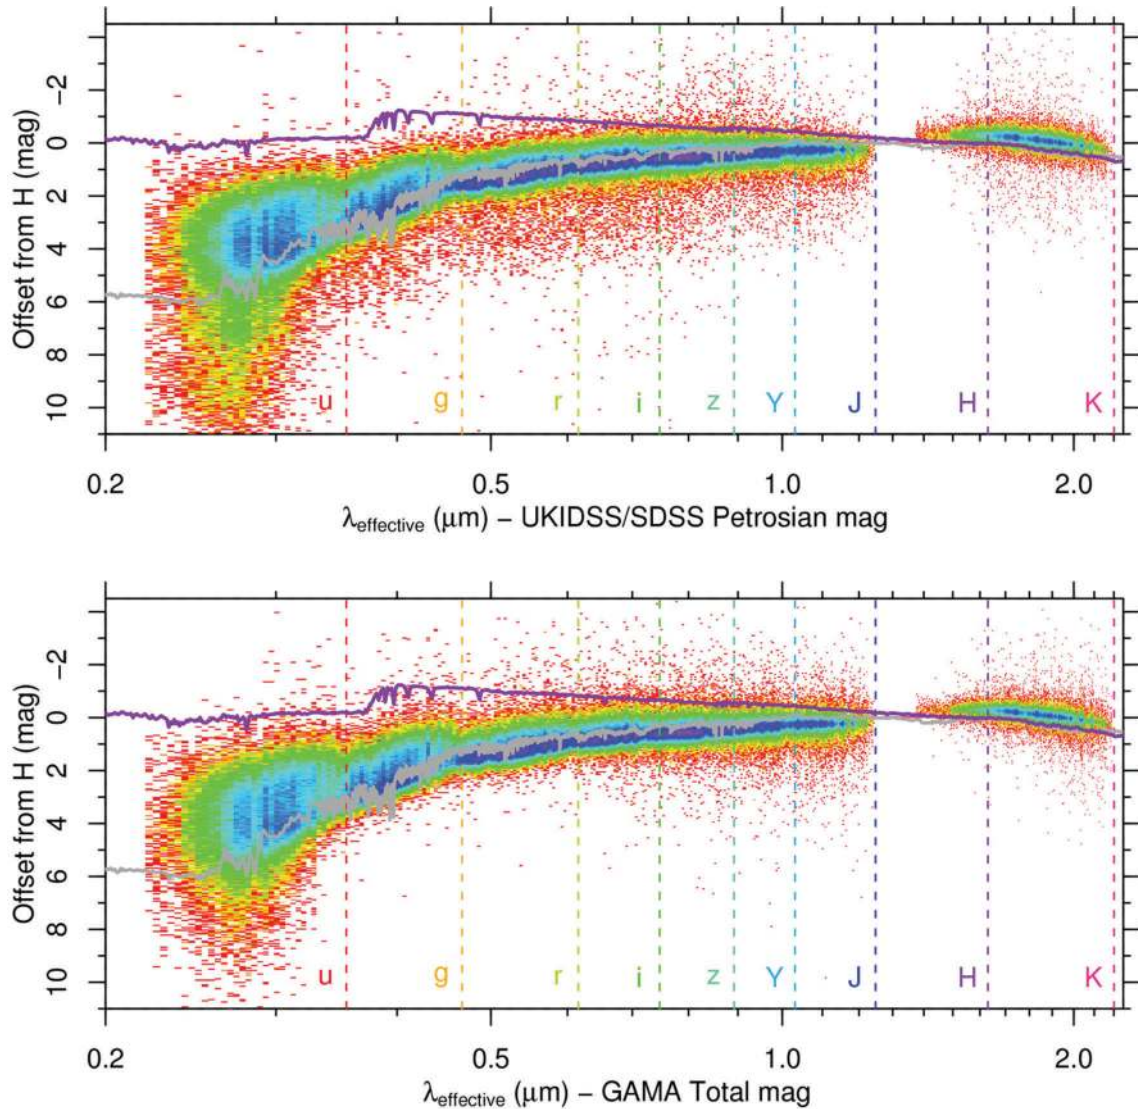 Offset from H (mag)
-2
0
2
4
6
8
10
u
g
r
i
z
Y
J
H
K
0.2
0.5
1.0
2.0
λeffective (μm) – UKIDSS/SDSS Petrosian mag
Offset from H (mag)
-2
0
2
4
6
8
10
u
g
r
i
z
Y
J
H
K
0.2
0.5
1.0
2.0
λeffective (μm) – GAMA Total mag